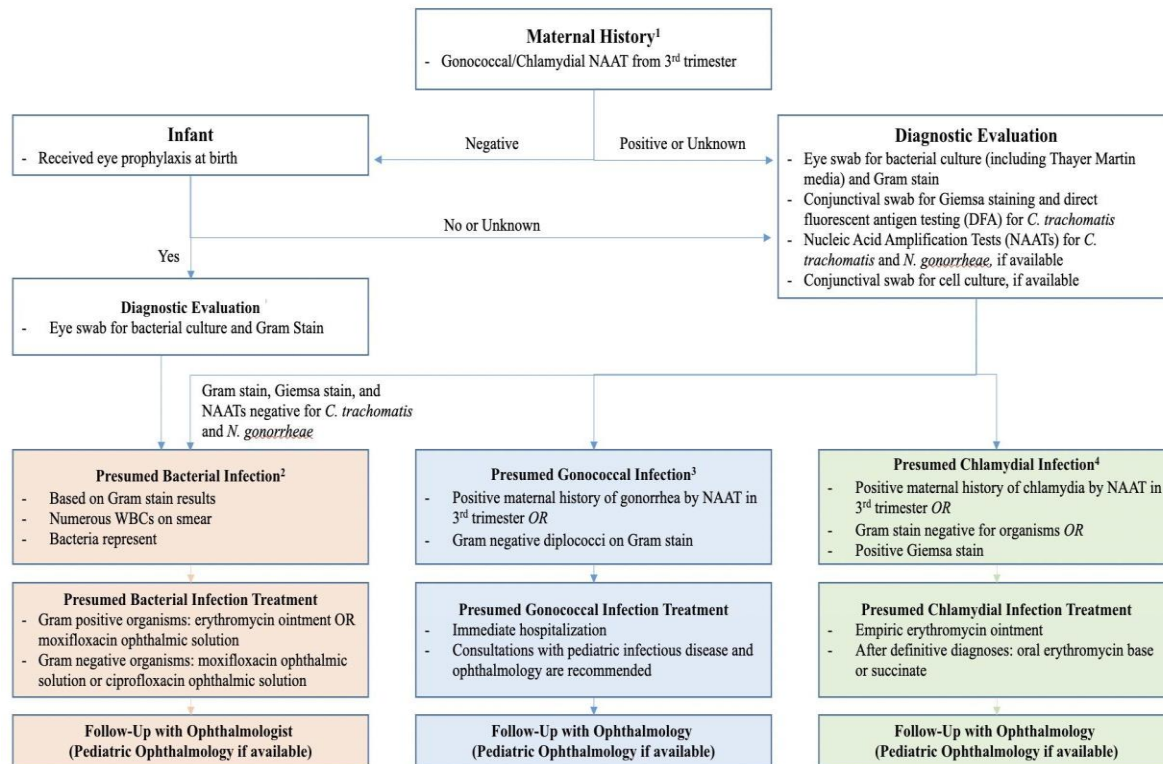 Maternal History1
- Gonococcal/Chlamydial NAAT from 3rd trimester
Infant
- Received eye prophylaxis at birth
Negative
Positive or Unknown
Diagnostic Evaluation
- Eye swab for bacterial culture (including Thayer Martin
media) and Gram stain
- Conjunctival swab for Giemsa staining and direct
fluorescent antigen testing (DFA) for C. trachomatis
- Nucleic Acid Amplification Tests (NAATs) for C.
trachomatis and N. gonorrheae, if available
- Conjunctival swab for cell culture, if available
No or Unknown
Yes
Diagnostic Evaluation
- Eye swab for bacterial culture and Gram Stain
Gram stain, Giemsa stain, and
NAATs negative for C. trachomatis
and N. gonorrheae
Presumed Bacterial Infection2
- Based on Gram stain results
- Numerous WBCs on smear
- Bacteria represent
Presumed Gonococcal Infection3
- Positive maternal history of gonorrhea by NAAT in
3rd trimester OR
- Gram negative diplococci on Gram stain
Presumed Chlamydial Infection4
- Positive maternal history of chlamydia by NAAT in
3rd trimester OR
- Gram stain negative for organisms OR
- Positive Giemsa stain
Presumed Bacterial Infection Treatment
- Gram positive organisms: erythromycin ointment OR
moxifloxacin ophthalmic solution
- Gram negative organisms: moxifloxacin ophthalmic
solution or ciprofloxacin ophthalmic solution
Presumed Gonococcal Infection Treatment
- Immediate hospitalization
- Consultations with pediatric infectious disease and
ophthalmology are recommended
Presumed Chlamydial Infection Treatment
- Empiric erythromycin ointment
- After definitive diagnoses: oral erythromycin base
or succinate
Follow-Up with Ophthalmologist
(Pediatric Ophthalmology if available)
Follow-Up with Ophthalmology
(Pediatric Ophthalmology if available)
Follow-Up with Ophthalmology
(Pediatric Ophthalmology if available)